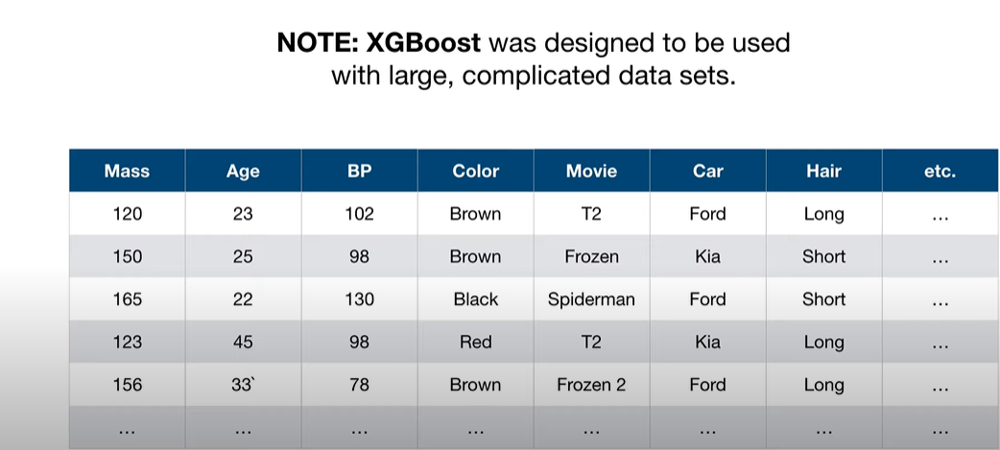 NOTE: XGBoost was designed to be used
with large, complicated data sets.
Mass Age BP Color Movie Car Hair etc.
120 23 102 Brown T2 Ford Long ...
150 25 98 Brown Frozen Kia Short ...
165 22 130 Black Spiderman Ford Short ...
123 45 98 Red T2 Kia Long ...
156 33` 78 Brown Frozen 2 Ford Long ...
... ... ... ... ... ... ... ...